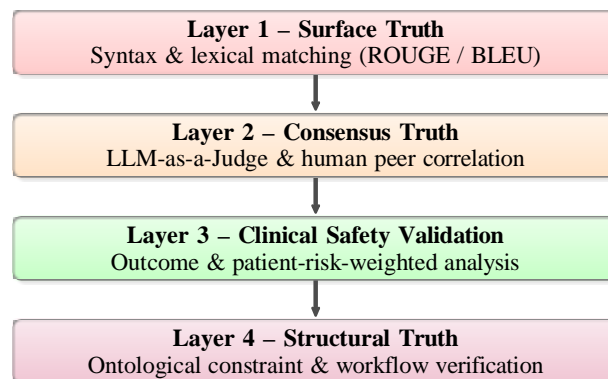 Layer 1 – Surface Truth
Syntax & lexical matching (ROUGE / BLEU)
Layer 2 – Consensus Truth
LLM-as-a-Judge & human peer correlation
Layer 3 – Clinical Safety Validation
Outcome & patient-risk-weighted analysis
Layer 4 – Structural Truth
Ontological constraint & workflow verification